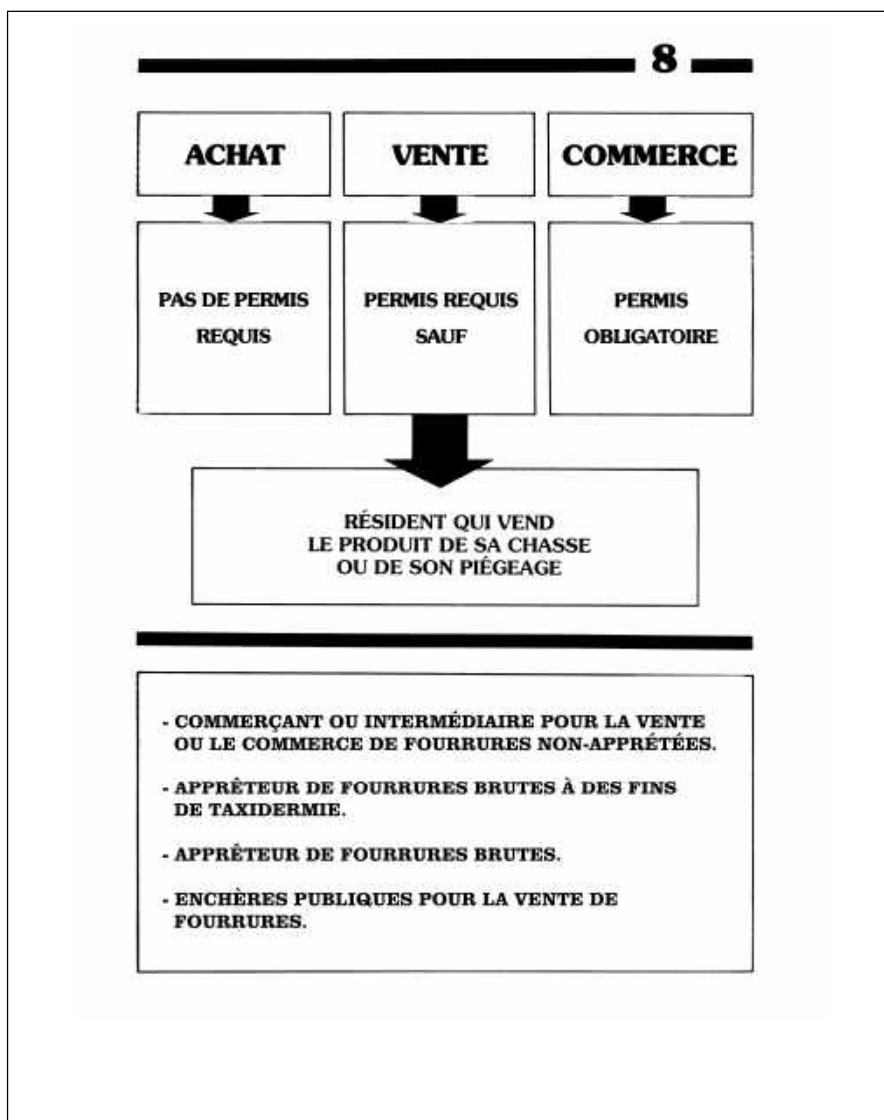 8
ACHAT
VENTE
COMMERCE
PAS DE PERMIS
REQUIS
PERMIS REQUIS
SAUF
PERMIS
OBLIGATOIRE
RÉSIDENT QUI VEND
LE PRODUIT DE SA CHASSE
OU DE SON PIÉGEAGE
- COMMERÇANT OU INTERMÉDIAIRE POUR LA VENTE
OU LE COMMERCE DE FOURRURES NON-APPRÉTÉES.
- APPRÊTEUR DE FOURRURES BRUTES À DES FINS
DE TAXIDERMIE.
- APPRÊTEUR DE FOURRURES BRUTES.
- ENCHÈRES PUBLIQUES POUR LA VENTE DE
FOURRURES.